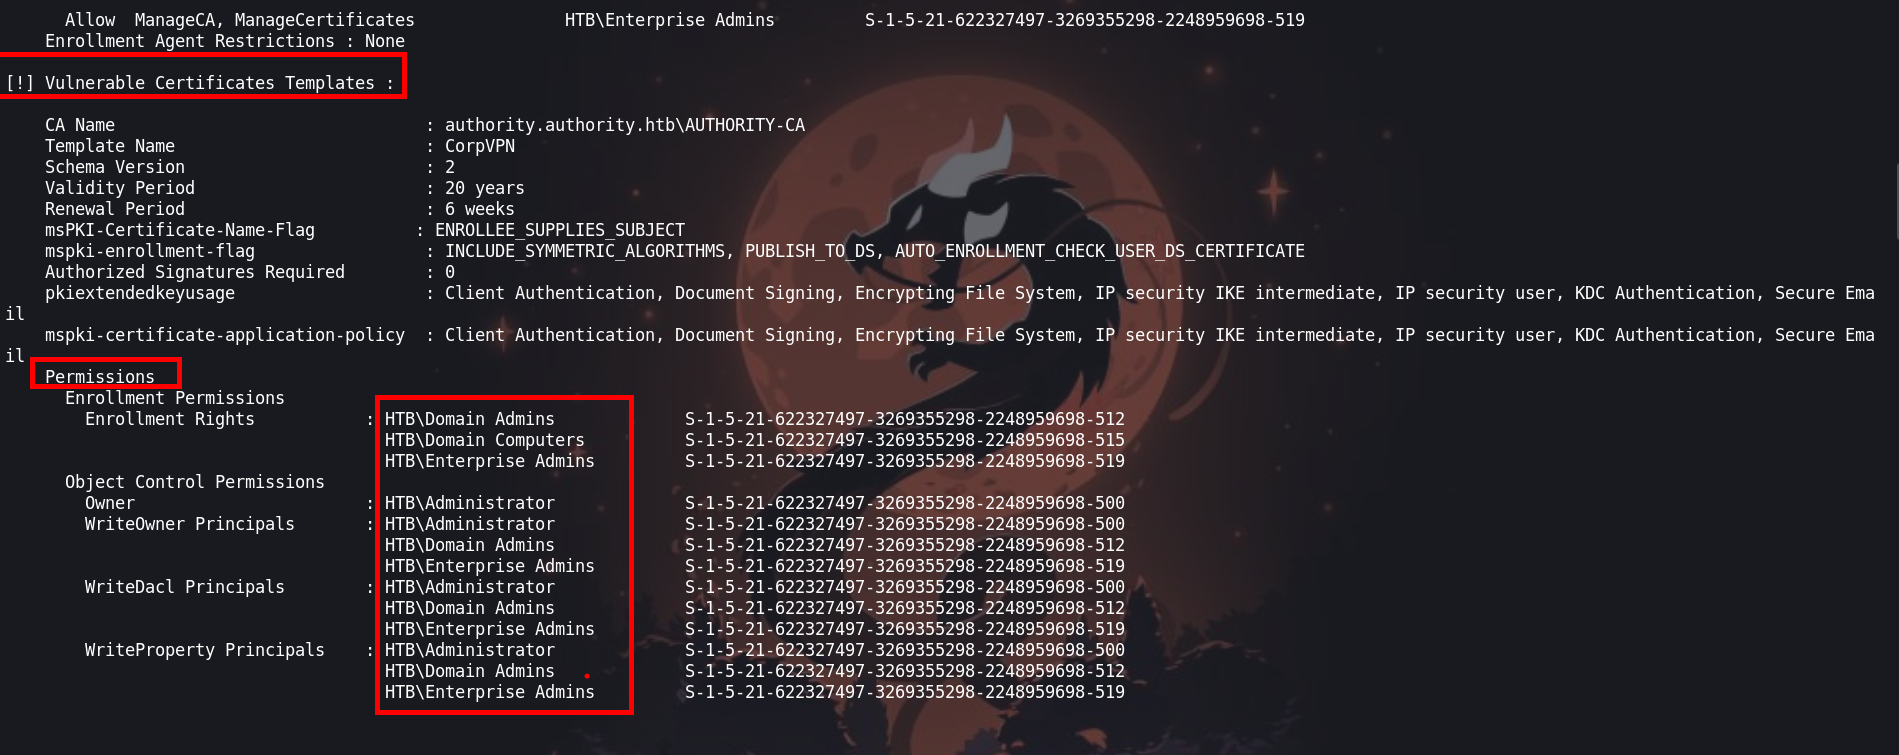 Allow  ManageCA, ManageCertificates               HTB\Enterprise Admins         S-1-5-21-622327497-3269355298-2248959698-519
Enrollment Agent Restrictions : None
[!] Vulnerable Certificates Templates :
CA Name                               : authority.authority.htb\AUTHORITY-CA
Template Name                         : CorpVPN
Schema Version                        : 2
Validity Period                       : 20 years
Renewal Period                        : 6 weeks
msPKI-Certificate-Name-Flag          : ENROLLEE_SUPPLIES_SUBJECT
mspki-enrollment-flag                 : INCLUDE_SYMMETRIC_ALGORITHMS, PUBLISH_TO_DS, AUTO_ENROLLMENT_CHECK_USER_DS_CERTIFICATE
Authorized Signatures Required        : 0
pkiextendedkeyusage                   : Client Authentication, Document Signing, Encrypting File System, IP security IKE intermediate, IP security user, KDC Authentication, Secure Ema
il
mspki-certificate-application-policy  : Client Authentication, Document Signing, Encrypting File System, IP security IKE intermediate, IP security user, KDC Authentication, Secure Ema
il
Permissions
Enrollment Permissions
Enrollment Rights           : HTB\Domain Admins             S-1-5-21-622327497-3269355298-2248959698-512
HTB\Domain Computers          S-1-5-21-622327497-3269355298-2248959698-515
HTB\Enterprise Admins         S-1-5-21-622327497-3269355298-2248959698-519
Object Control Permissions
Owner                       : HTB\Administrator             S-1-5-21-622327497-3269355298-2248959698-500
WriteOwner Principals       : HTB\Administrator             S-1-5-21-622327497-3269355298-2248959698-500
HTB\Domain Admins             S-1-5-21-622327497-3269355298-2248959698-512
HTB\Enterprise Admins         S-1-5-21-622327497-3269355298-2248959698-519
WriteDacl Principals        : HTB\Administrator             S-1-5-21-622327497-3269355298-2248959698-500
HTB\Domain Admins             S-1-5-21-622327497-3269355298-2248959698-512
HTB\Enterprise Admins         S-1-5-21-622327497-3269355298-2248959698-519
WriteProperty Principals    : HTB\Administrator             S-1-5-21-622327497-3269355298-2248959698-500
HTB\Domain Admins             S-1-5-21-622327497-3269355298-2248959698-512
HTB\Enterprise Admins         S-1-5-21-622327497-3269355298-2248959698-519